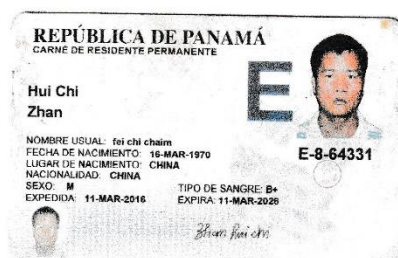 REPÚBLICA DE PANAMÁ
CARNÉ DE RESIDENTE PERMANENTE
Hui Chi
Zhan
E
NOMBRE USUAL: fei chi chaim
FECHA DE NACIMIENTO: 16-MAR-1970
LUGAR DE NACIMIENTO: CHINA
NACIONALIDAD: CHINA
SEXO: M TIPO DE SANGRE: B+
EXPEDIDA: 11-MAR-2016 EXPIRA: 11-MAR-2026
E-8-64331
Zhan hui chi